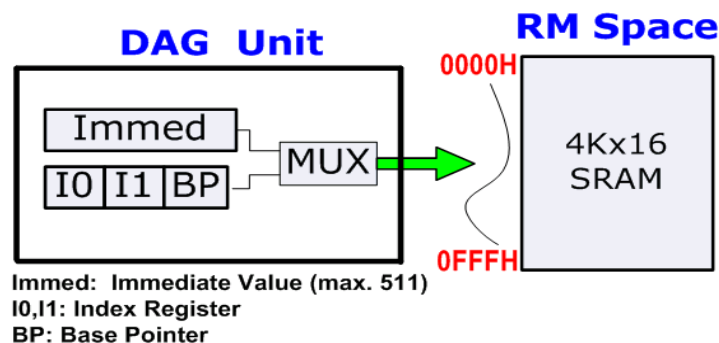 DAG Unit
RM Space
0000H
Immed
I0 I1 BP
MUX
4Kx16
SRAM
0FFFH
Immed: Immediate Value (max. 511)
I0,I1: Index Register
BP: Base Pointer